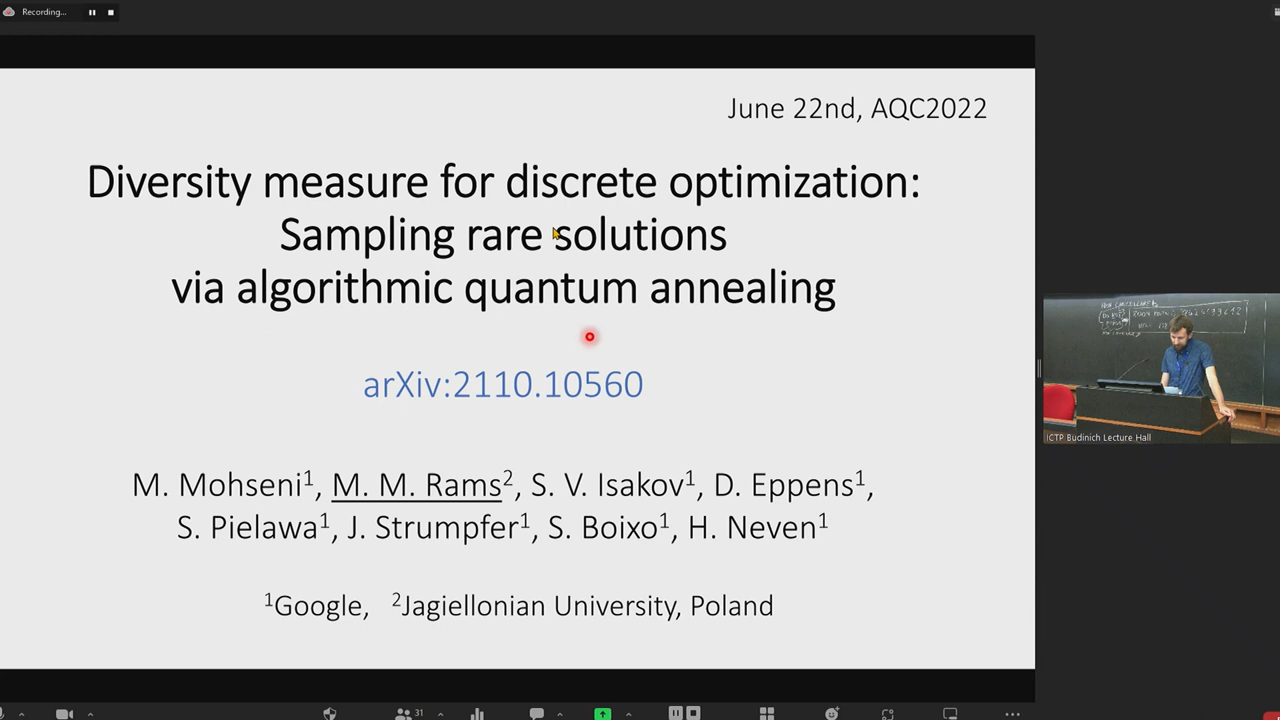 Recording...
June 22nd, AQC2022
Diversity measure for discrete optimization:
Sampling rare solutions
via algorithmic quantum annealing
arXiv:2110.10560
M. Mohseni¹, M. M. Rams², S. V. Isakov¹, D. Eppens¹,
S. Pielawa¹, J. Strumpfer¹, S. Boixo¹, H. Neven¹
¹Google, ²Jagiellonian University, Poland
ICTP Budinich Lecture Hall
31